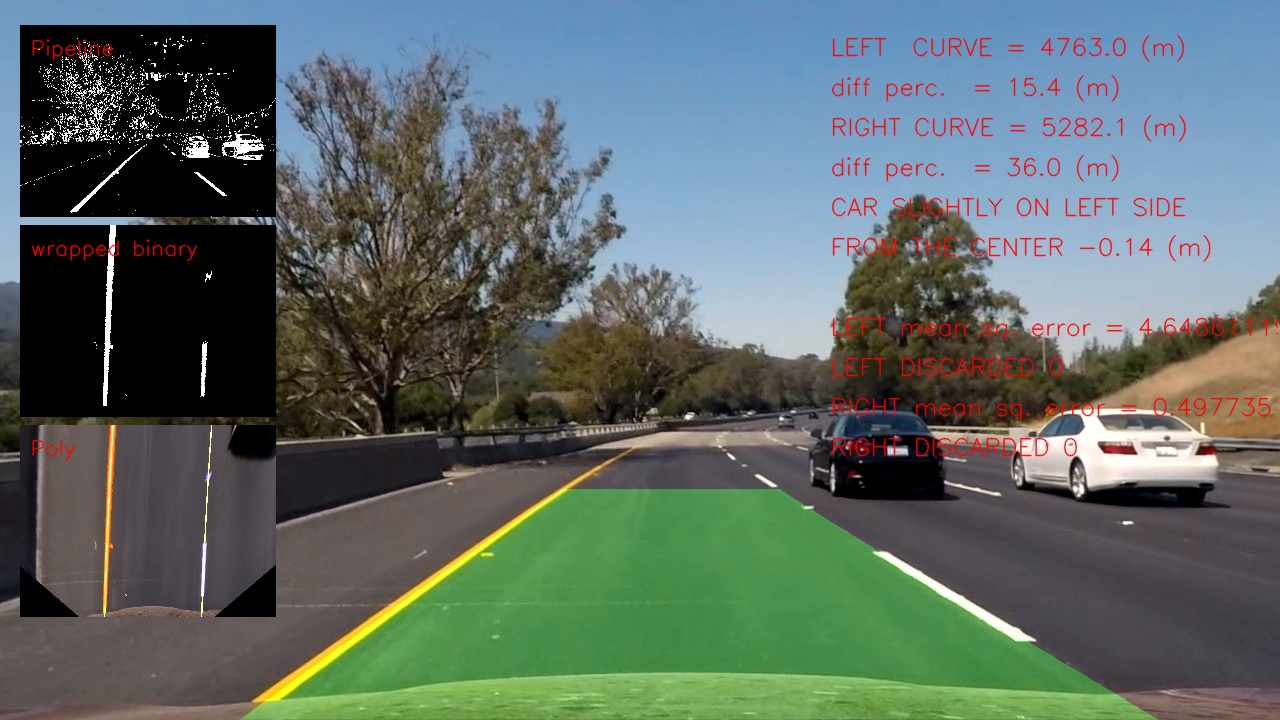 Pipeline
wrapped binary
Poly
LEFT CURVE = 4763.0 (m)
diff perc. = 15.4 (m)
RIGHT CURVE = 5282.1 (m)
diff perc. = 36.0 (m)
CAR SLIGHTLY ON LEFT SIDE
FROM THE CENTER -0.14 (m)
LEFT mean sq. error = 4.6486111
LEFT DISCARDED 0
RIGHT mean sq. error = 0.497735
RIGHT DISCARDED 0